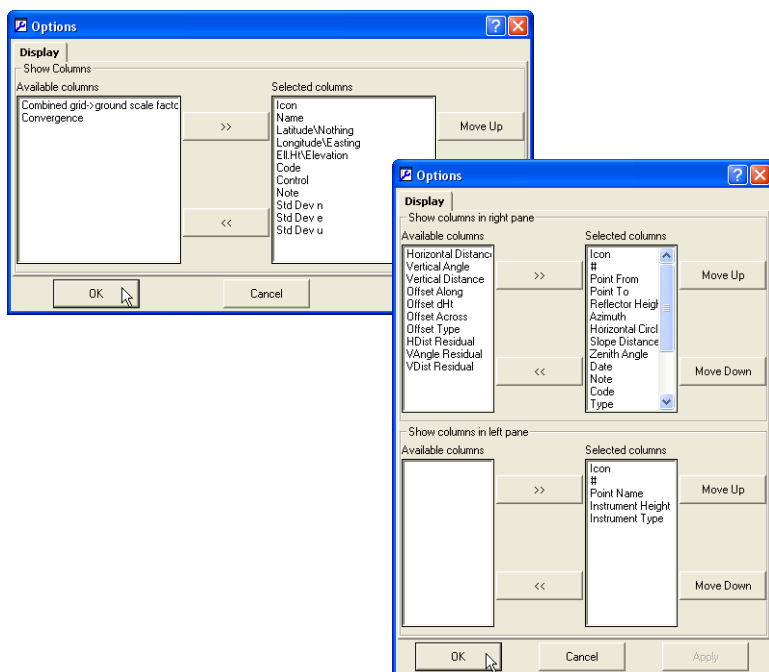 Options
Display
Show Columns
Available columns
Selected columns
Combined grid->ground scale facto
Convergence
>>
<<
Icon
Name
Latitude\Nothing
Longitude\Easting
Ell.Ht\Elevation
Code
Control
Note
Std Dev n
Std Dev e
Std Dev u
Move Up
OK
Cancel
Options
Display
Show columns in right pane
Available columns
Selected columns
Horizontal Distanc
Vertical Angle
Vertical Distance
Offset Along
Offset dHt
Offset Across
Offset Type
HDist Residual
VAngle Residual
VDist Residual
>>
<<
Icon
#
Point From
Point To
Reflector Heigh
Azimuth
Horizontal Circl
Slope Distance
Zenith Angle
Date
Note
Code
Type
Move Up
Move Down
Show columns in left pane
Available columns
Selected columns
>>
<<
Icon
#
Point Name
Instrument Height
Instrument Type
Move Up
Move Down
OK
Cancel
Apply